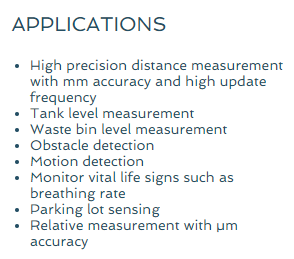 APPLICATIONS
• High precision distance measurement
with mm accuracy and high update
frequency
• Tank level measurement
• Waste bin level measurement
• Obstacle detection
• Motion detection
• Monitor vital life signs such as
breathing rate
• Parking lot sensing
• Relative measurement with µm
accuracy